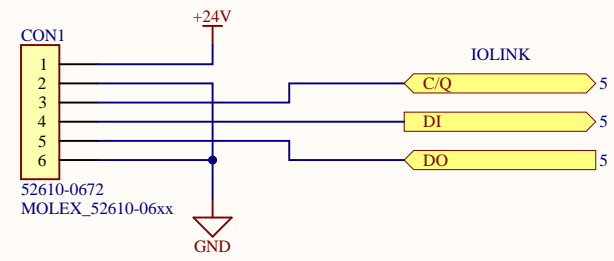 +24V
CON1
IOLINK
1
2
C/Q 5
3
4 DI 5
5
6 DO 5
52610-0672
MOLEX_52610-06xx
GND